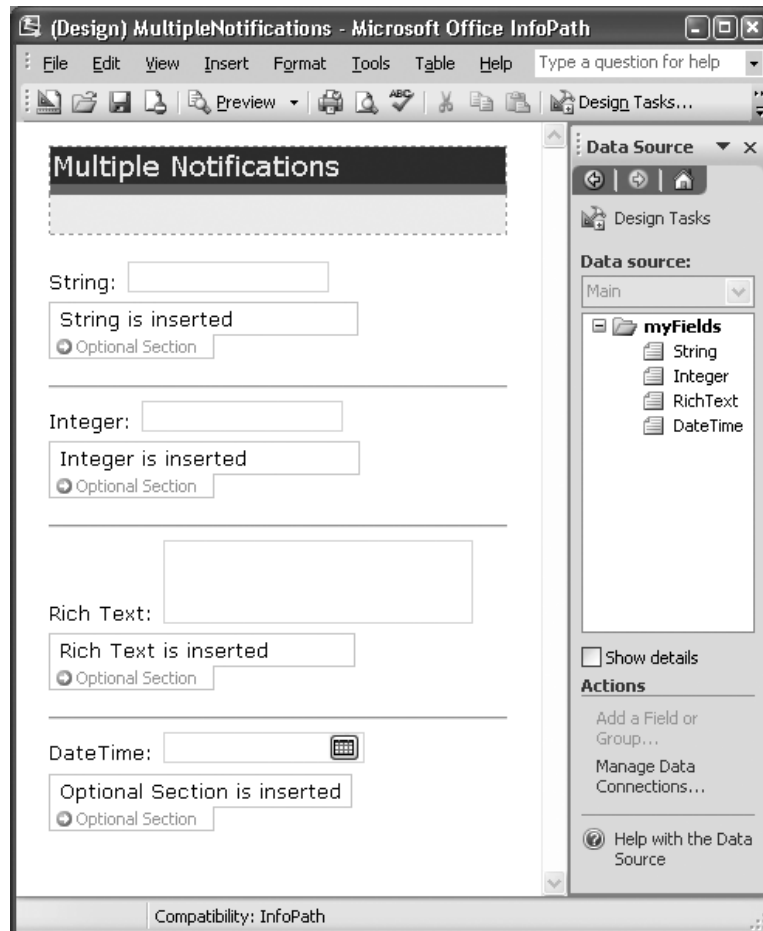 (Design) MultipleNotifications - Microsoft Office InfoPath
File Edit View Insert Format Tools Table Help Type a question for help
Preview ABC Design Tasks...
Multiple Notifications
String:
String is inserted
Optional Section
Integer:
Integer is inserted
Optional Section
Rich Text:
Rich Text is inserted
Optional Section
DateTime:
Optional Section is inserted
Optional Section
Data Source
Design Tasks
Data source:
Main
myFields
String
Integer
RichText
DateTime
Show details
Actions
Add a Field or
Group...
Manage Data
Connections...
Help with the Data
Source
Compatibility: InfoPath